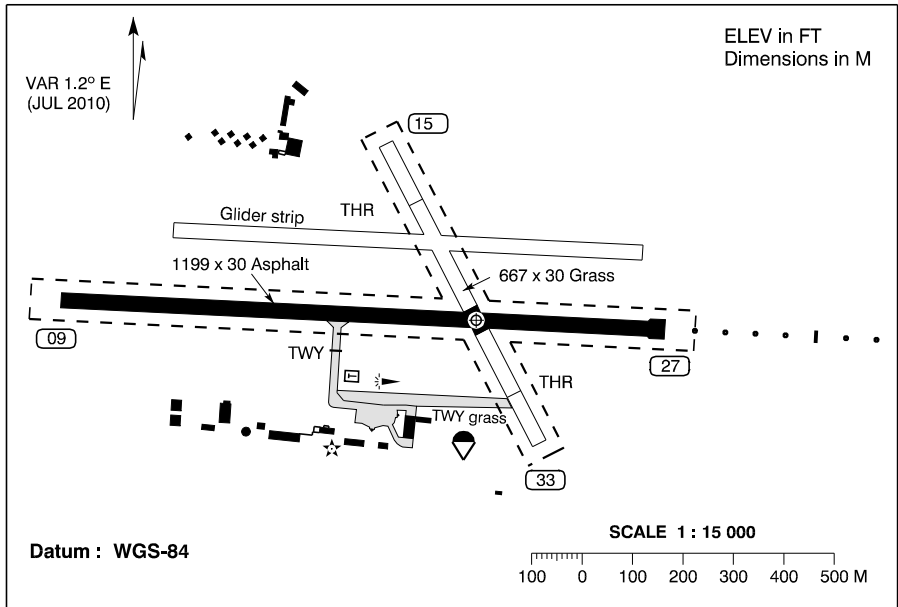 ELEV in FT
Dimensions in M
VAR 1.2º E
(JUL 2010)
15
THR
Glider strip
1199 x 30 Asphalt
667 x 30 Grass
09
TWY
27
T
THR
TWY grass
33
SCALE 1 : 15 000
Datum : WGS-84
100 0 100 200 300 400 500 M